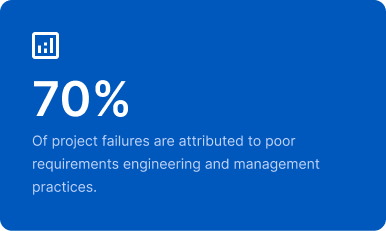 70%
Of project failures are attributed to poor
requirements engineering and management
practices.